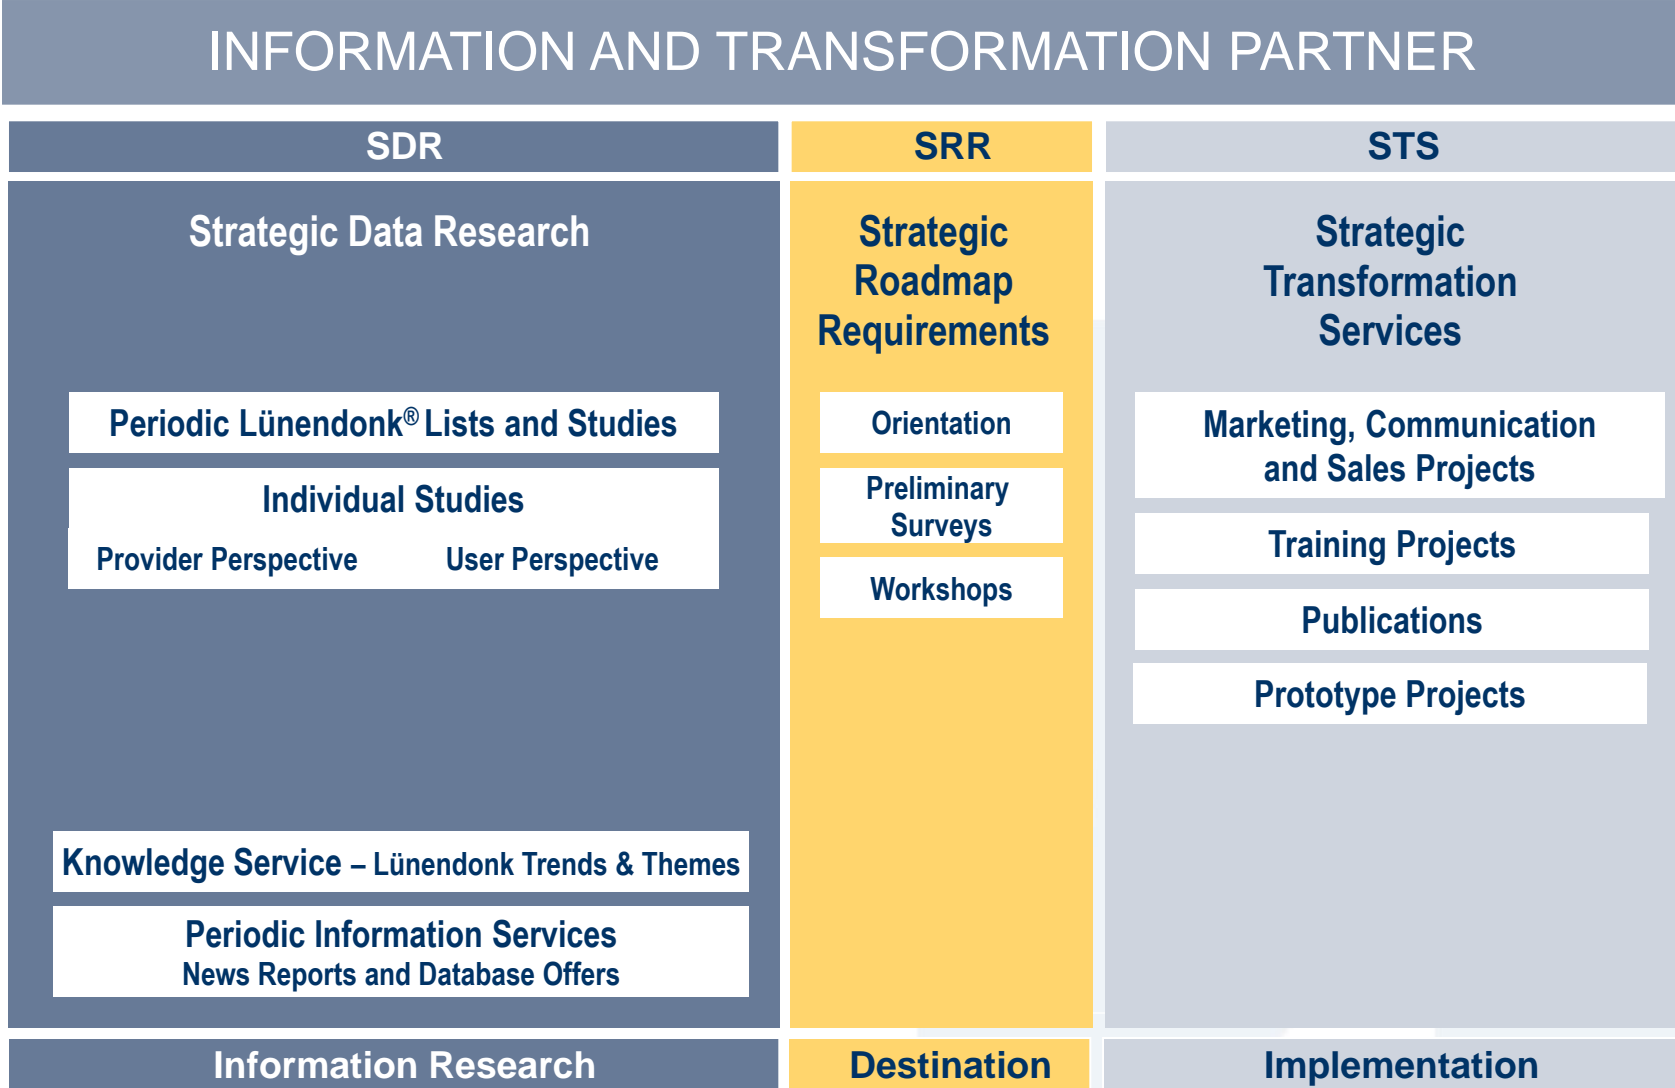 INFORMATION AND TRANSFORMATION PARTNER
SDR
Strategic Data Research
Periodic Lünendonk® Lists and Studies
Individual Studies
Provider Perspective User Perspective
Knowledge Service – Lünendonk Trends & Themes
Periodic Information Services
News Reports and Database Offers
Information Research
SRR
Strategic
Roadmap
Requirements
Orientation
Preliminary
Surveys
Workshops
Destination
STS
Strategic
Transformation
Services
Marketing, Communication
and Sales Projects
Training Projects
Publications
Prototype Projects
Implementation